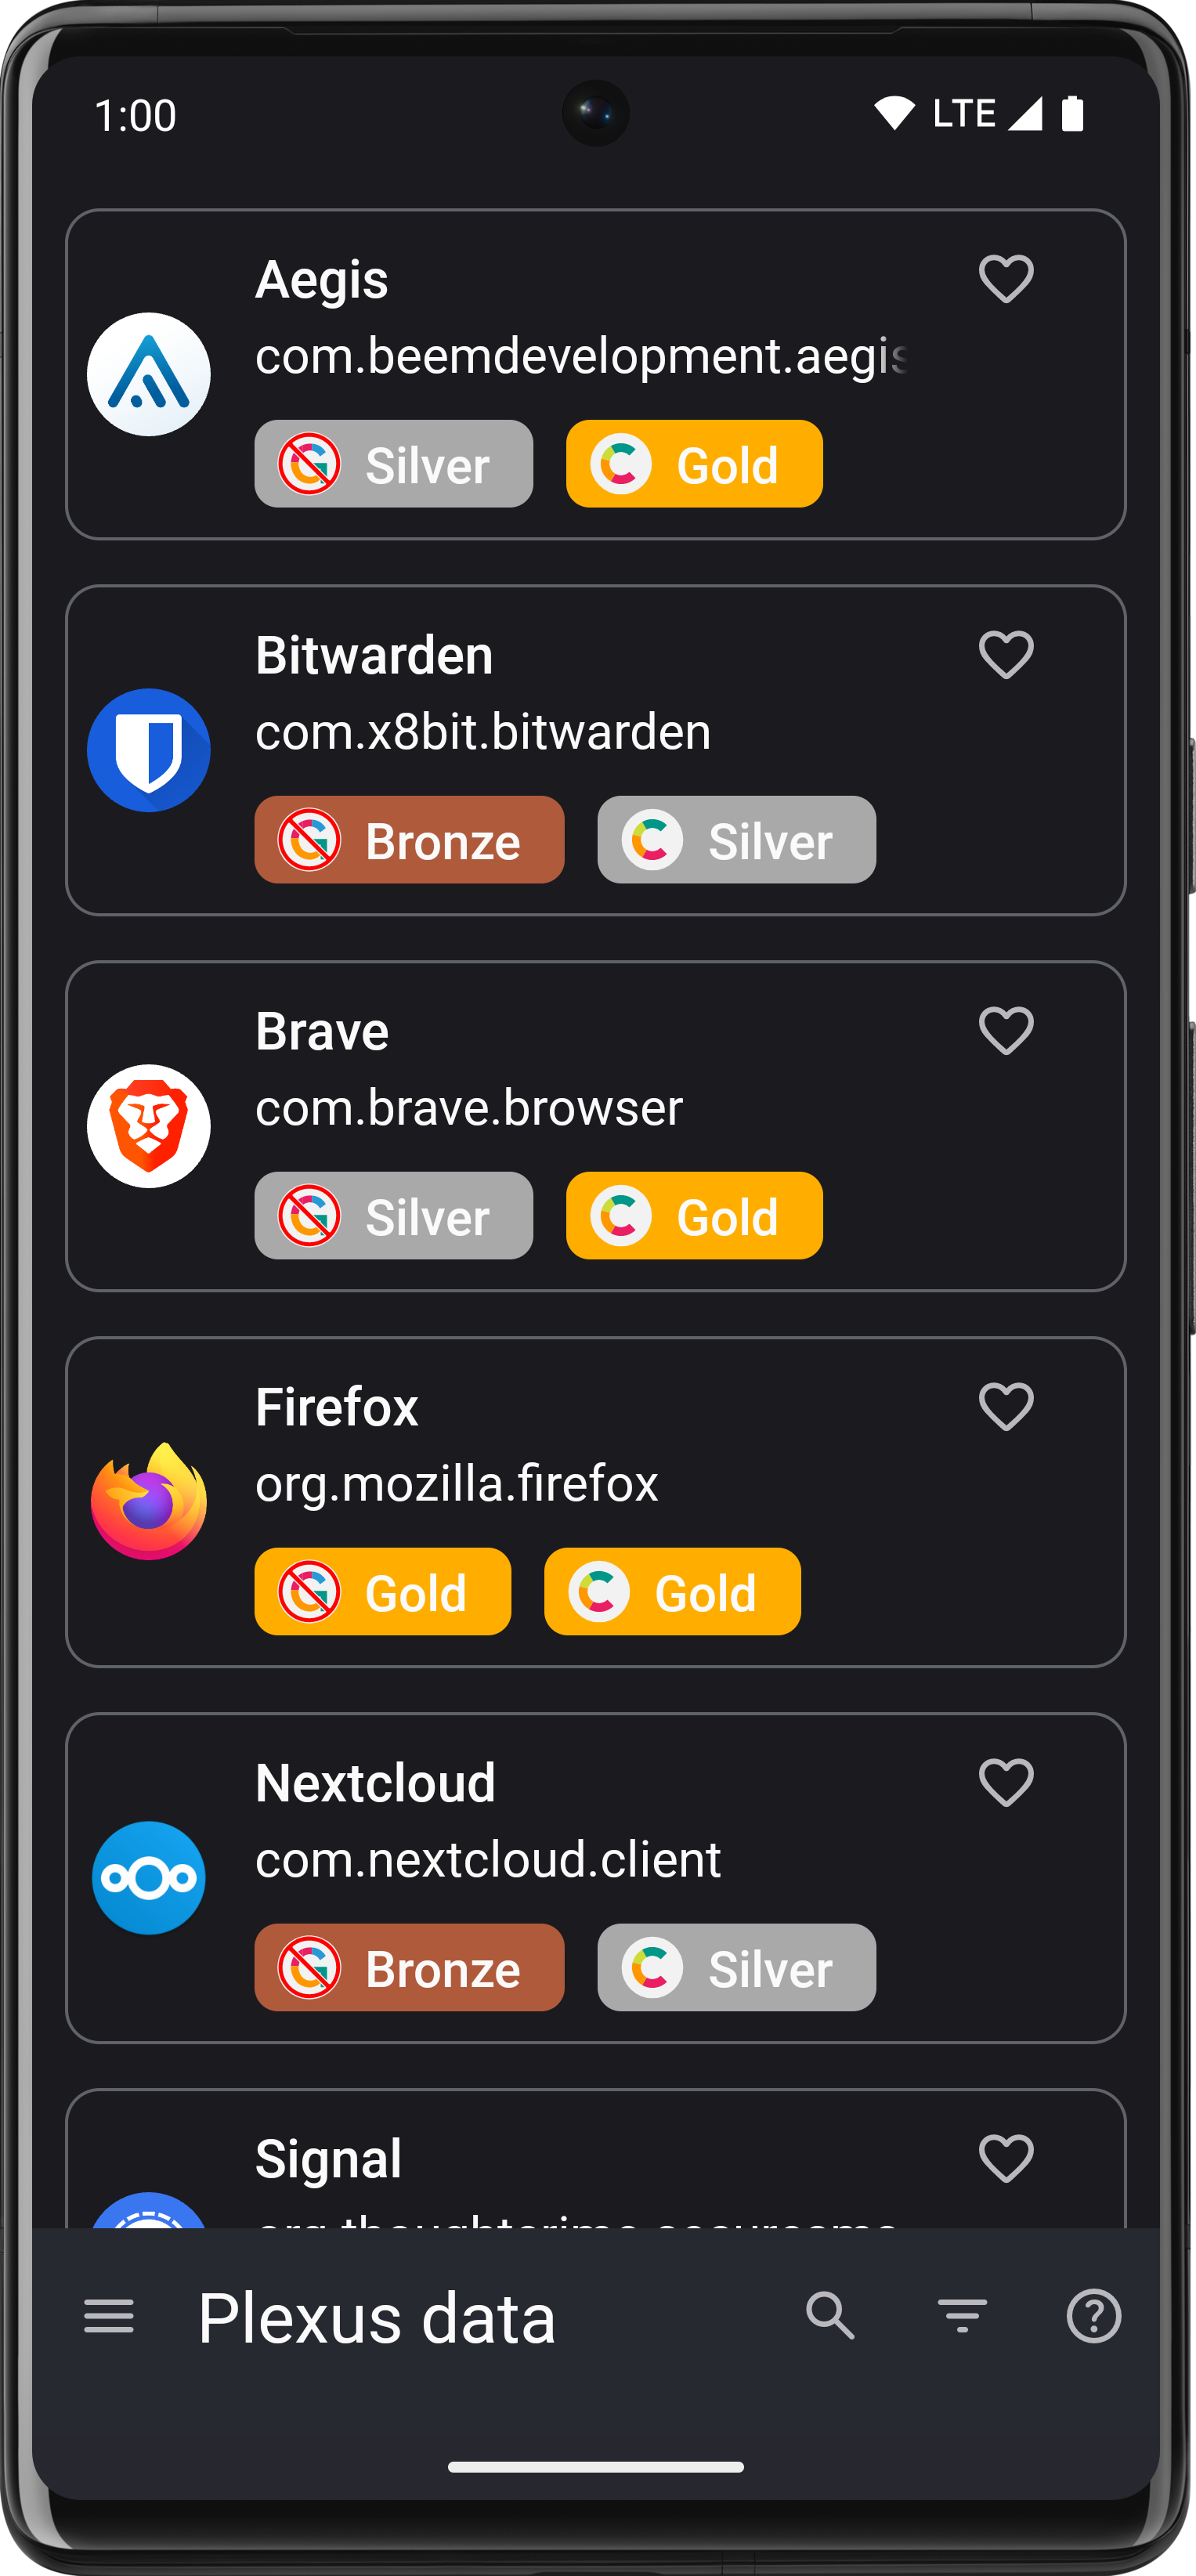 1:00 LTE
Aegis
com.beemdevelopment.aegis
Silver Gold
Bitwarden
com.x8bit.bitwarden
Bronze Silver
Brave
com.brave.browser
Silver Gold
Firefox
org.mozilla.firefox
Gold Gold
Nextcloud
com.nextcloud.client
Bronze Silver
Signal
Plexus data